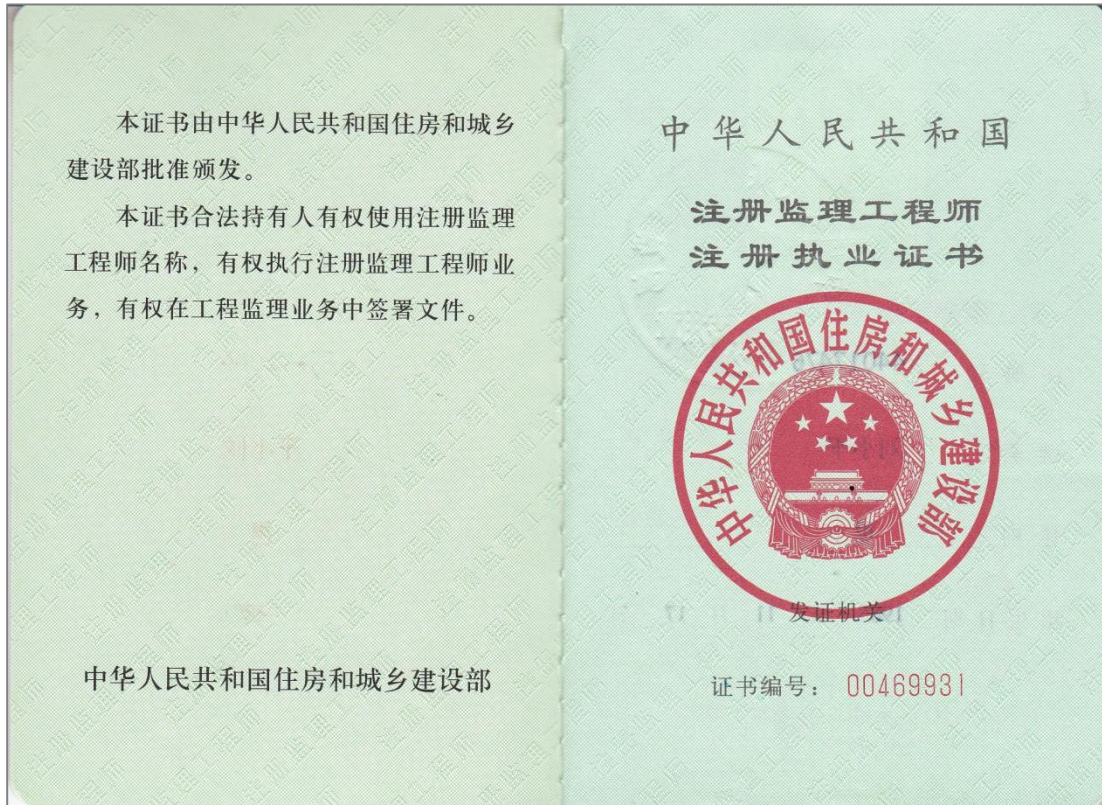 本证书由中华人民共和国住房和城乡
建设部批准颁发。
本证书合法持有人有权使用注册监理
工程师名称，有权执行注册监理工程师业
务，有权在工程监理业务中签署文件。
中华人民共和国住房和城乡建设部
中华人民共和国
注册监理工程师
注册执业证书
中华人民共和国住房和城乡建设部
发证机关
证书编号： 00469931